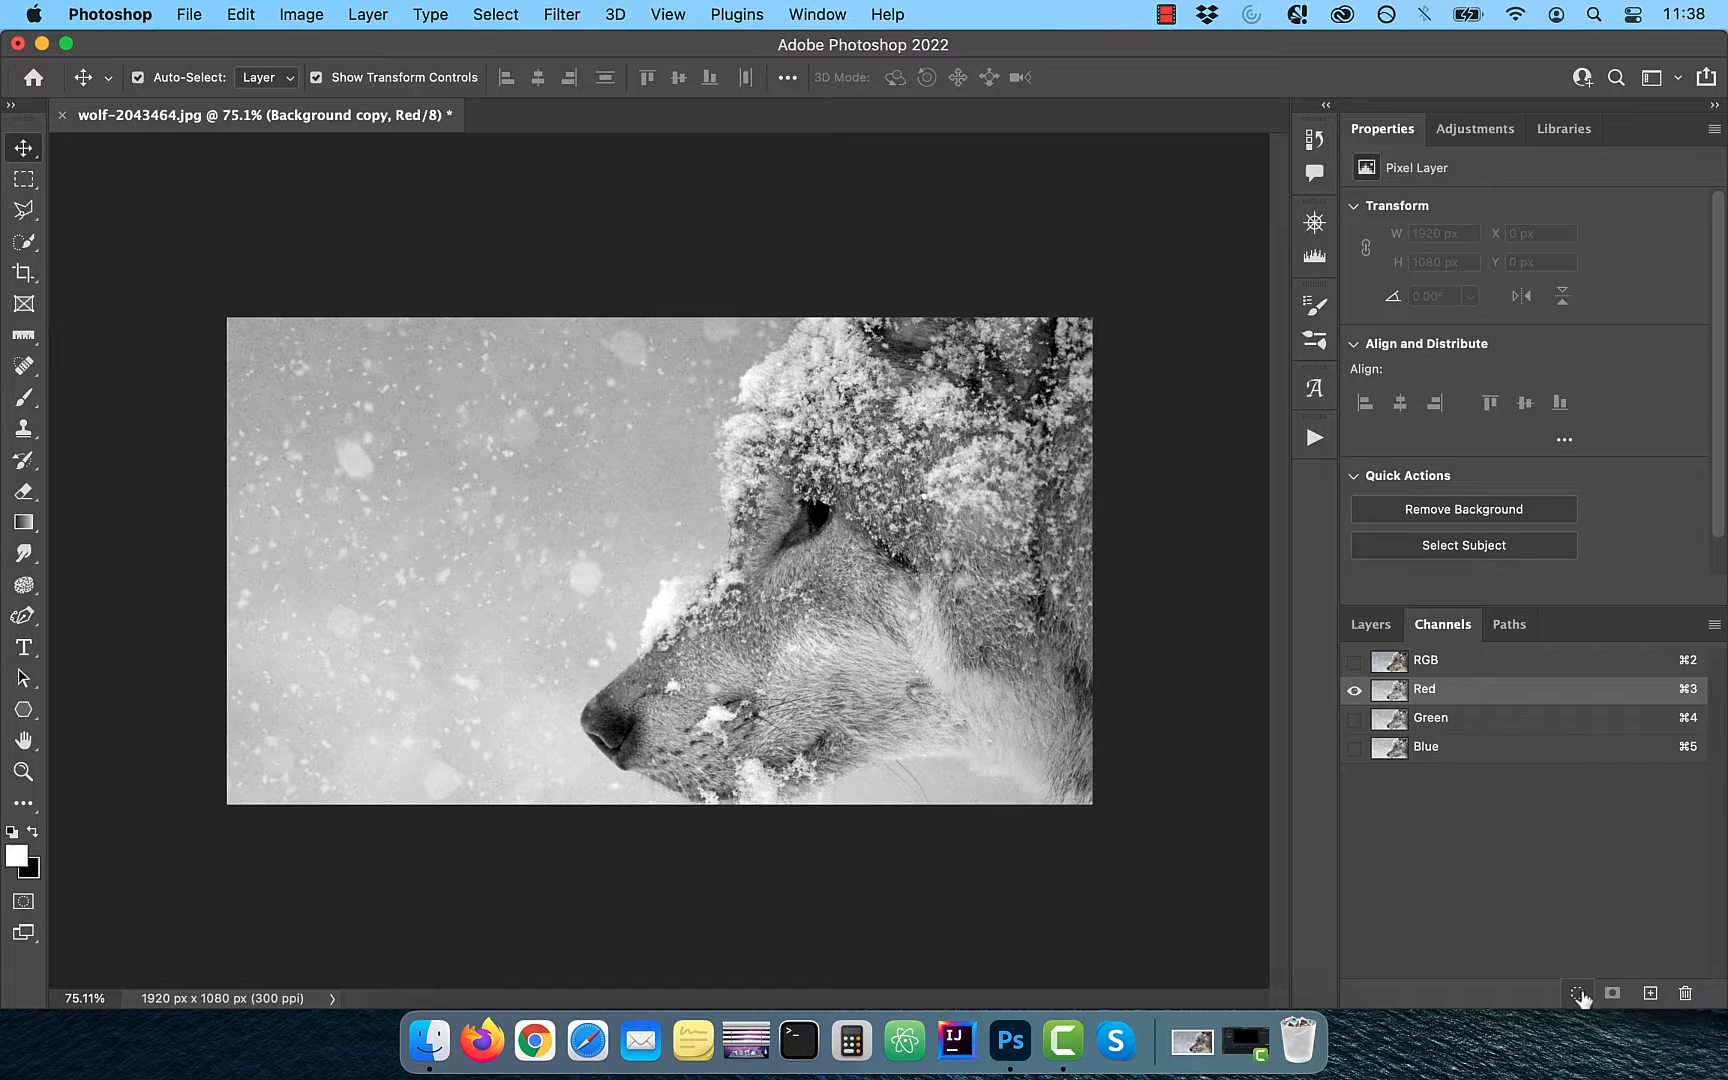 Photoshop File Edit Image Layer Type Select Filter 3D View Plugins Window Help 11:38
Adobe Photoshop 2022
Auto-Select: Layer Show Transform Controls 3D Mode:
wolf-2043464.jpg @ 75.1% (Background copy, Red/8) *
Properties Adjustments Libraries
Pixel Layer
Transform
W 1920 px X 0 px
H 1080 px Y 0 px
0.00°
Align and Distribute
Align:
Quick Actions
Remove Background
Select Subject
Layers Channels Paths
RGB ⌘2
Red ⌘3
Green ⌘4
Blue ⌘5
75.11% 1920 px x 1080 px (300 ppi)
IJ
Ps
C
S